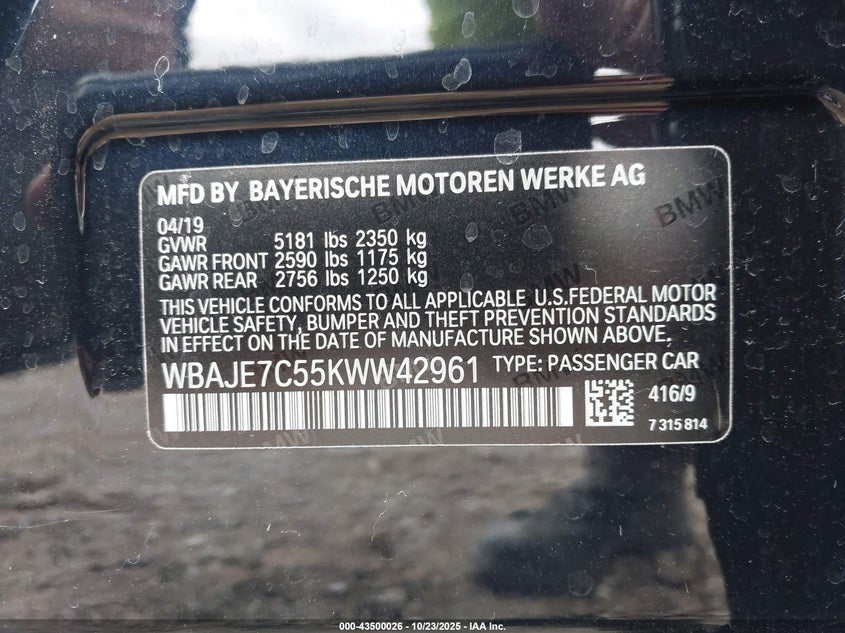 MFD BY BAYERISCHE MOTOREN WERKE AG
04/19
GVWR 5181 lbs 2350 kg
GAWR FRONT 2590 lbs 1175 kg
GAWR REAR 2756 lbs 1250 kg
THIS VEHICLE CONFORMS TO ALL APPLICABLE U.S.FEDERAL MOTOR
VEHICLE SAFETY, BUMPER AND THEFT PREVENTION STANDARDS
IN EFFECT ON THE DATE OF MANUFACTURE SHOWN ABOVE.
WBAJE7C55KWW42961 TYPE: PASSENGER CAR
416/9
7 315 814
BMW
000-43500026 - 10/23/2025 - IAA Inc.